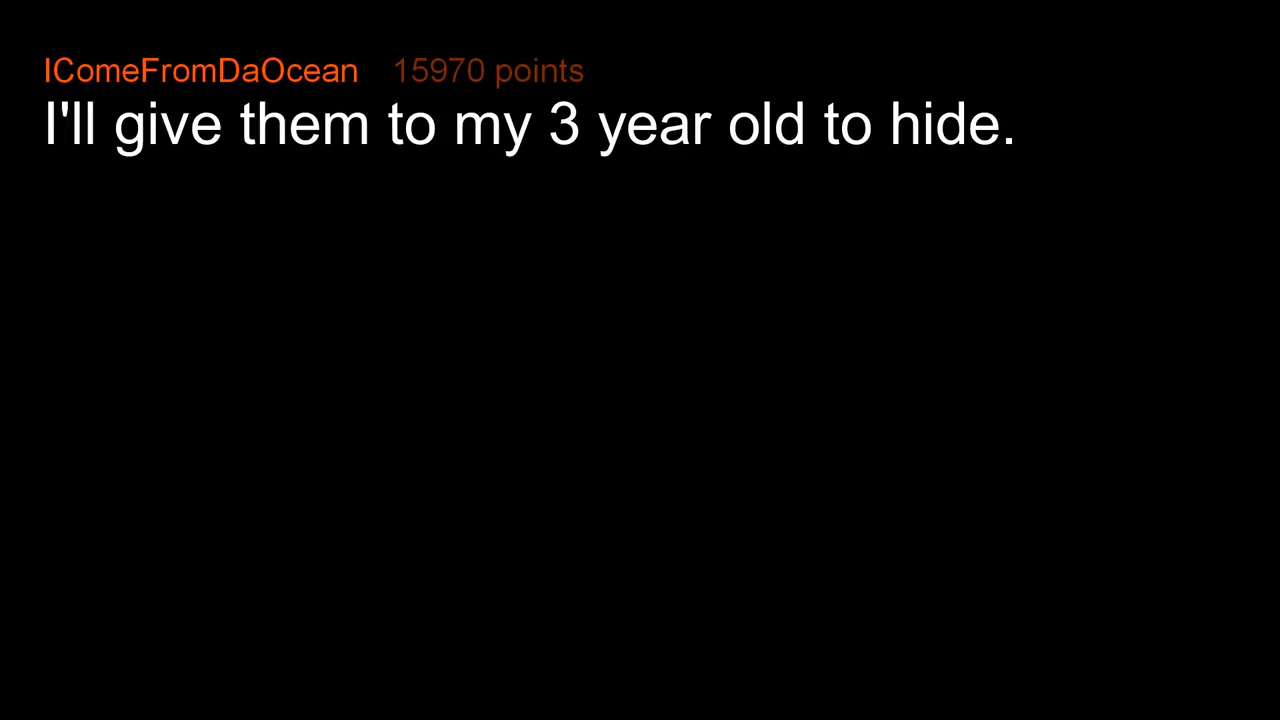 IComeFromDaOcean 15970 points
I'll give them to my 3 year old to hide.